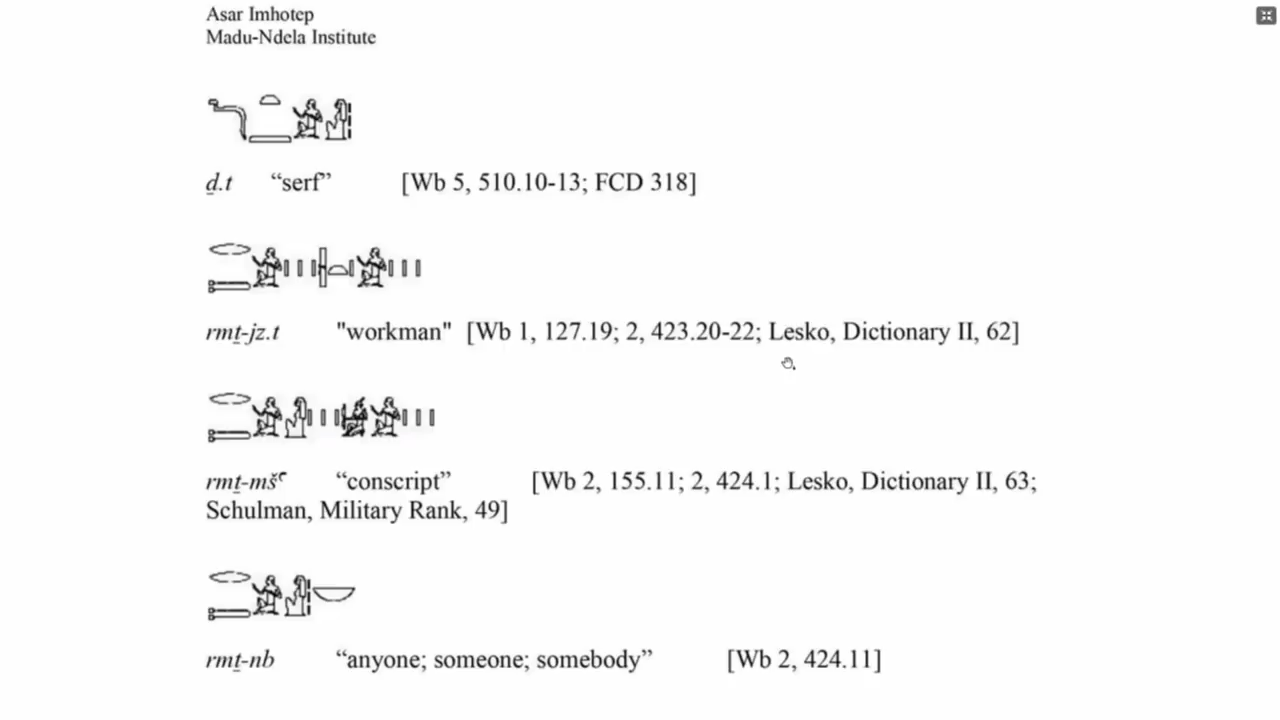 Asar Imhotep
Madu-Ndela Institute
ḏ.t “serf” [Wb 5, 510.10-13; FCD 318]
rmṯ-jz.t "workman" [Wb 1, 127.19; 2, 423.20-22; Lesko, Dictionary II, 62]
rmṯ-mšꜥ “conscript” [Wb 2, 155.11; 2, 424.1; Lesko, Dictionary II, 63;
Schulman, Military Rank, 49]
rmṯ-nb “anyone; someone; somebody” [Wb 2, 424.11]